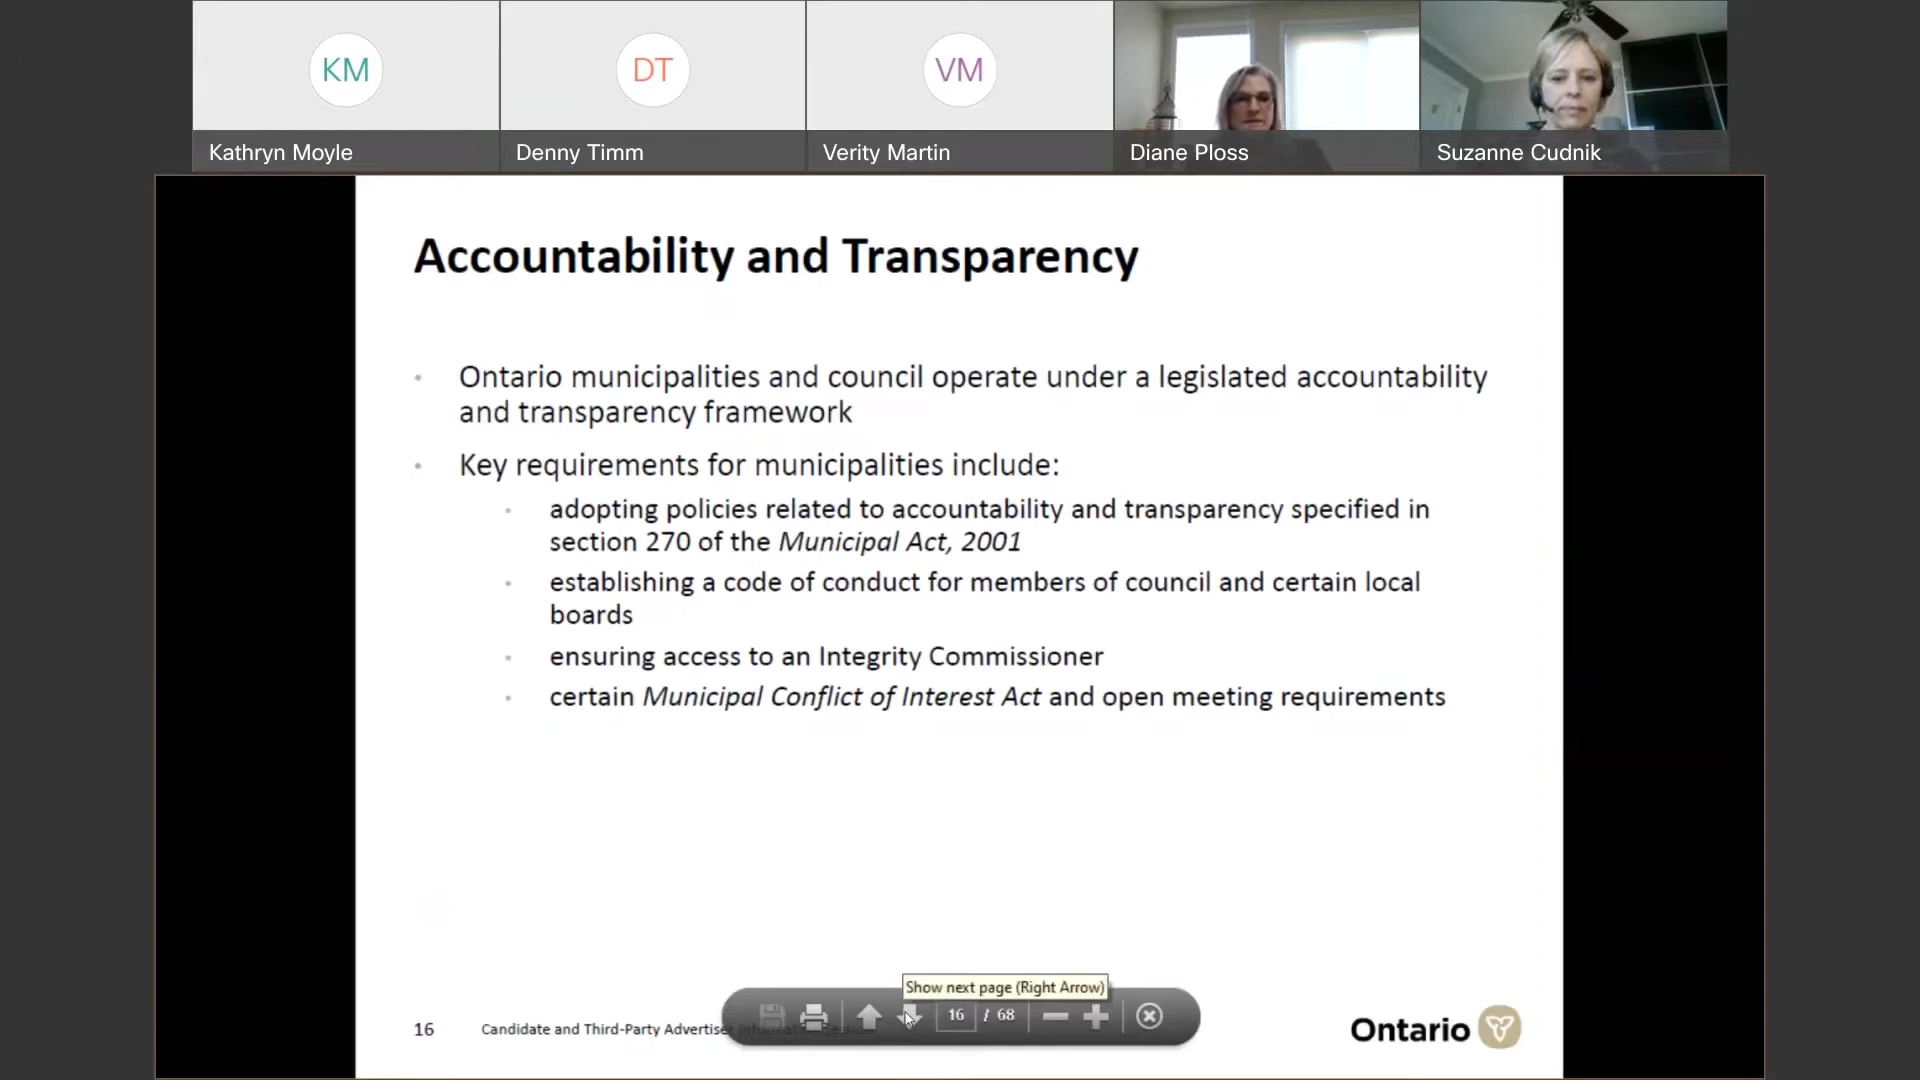 KM
DT
VM
Kathryn Moyle
Denny Timm
Verity Martin
Diane Ploss
Suzanne Cudnik
Accountability and Transparency
• Ontario municipalities and council operate under a legislated accountability
and transparency framework
• Key requirements for municipalities include:
• adopting policies related to accountability and transparency specified in
section 270 of the Municipal Act, 2001
• establishing a code of conduct for members of council and certain local
boards
• ensuring access to an Integrity Commissioner
• certain Municipal Conflict of Interest Act and open meeting requirements
Show next page (Right Arrow)
16 / 68
16
Candidate and Third-Party Advertiser
Ontario